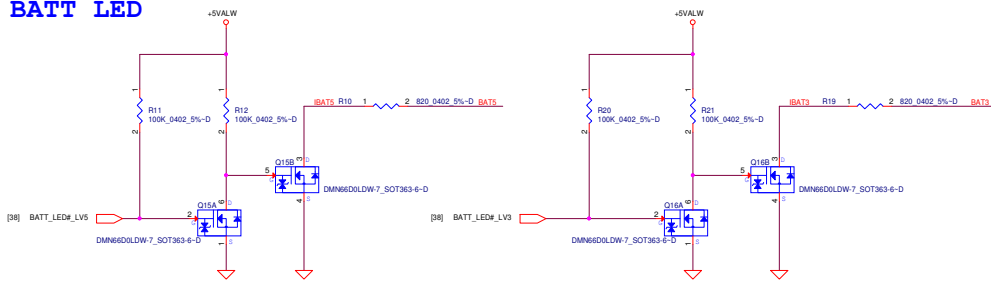 BATT LED
+5VALW
1
1
R11
100K_0402_5%~D
2
R12
100K_0402_5%~D
2
IBAT5 R10 1 2 820_0402_5%~D BAT5
Q15B
3 D
5
G
4 S
DMN66D0LDW-7_SOT363-6~D
[38] BATT_LED#_LV5
Q15A
6 D
2
G
1 S
DMN66D0LDW-7_SOT363-6~D
+5VALW
1
1
R20
100K_0402_5%~D
2
R21
100K_0402_5%~D
2
IBAT3 R19 1 2 820_0402_5%~D BAT3
Q16B
3 D
5
G
4 S
DMN66D0LDW-7_SOT363-6~D
[38] BATT_LED#_LV3
Q16A
6 D
2
G
1 S
DMN66D0LDW-7_SOT363-6~D